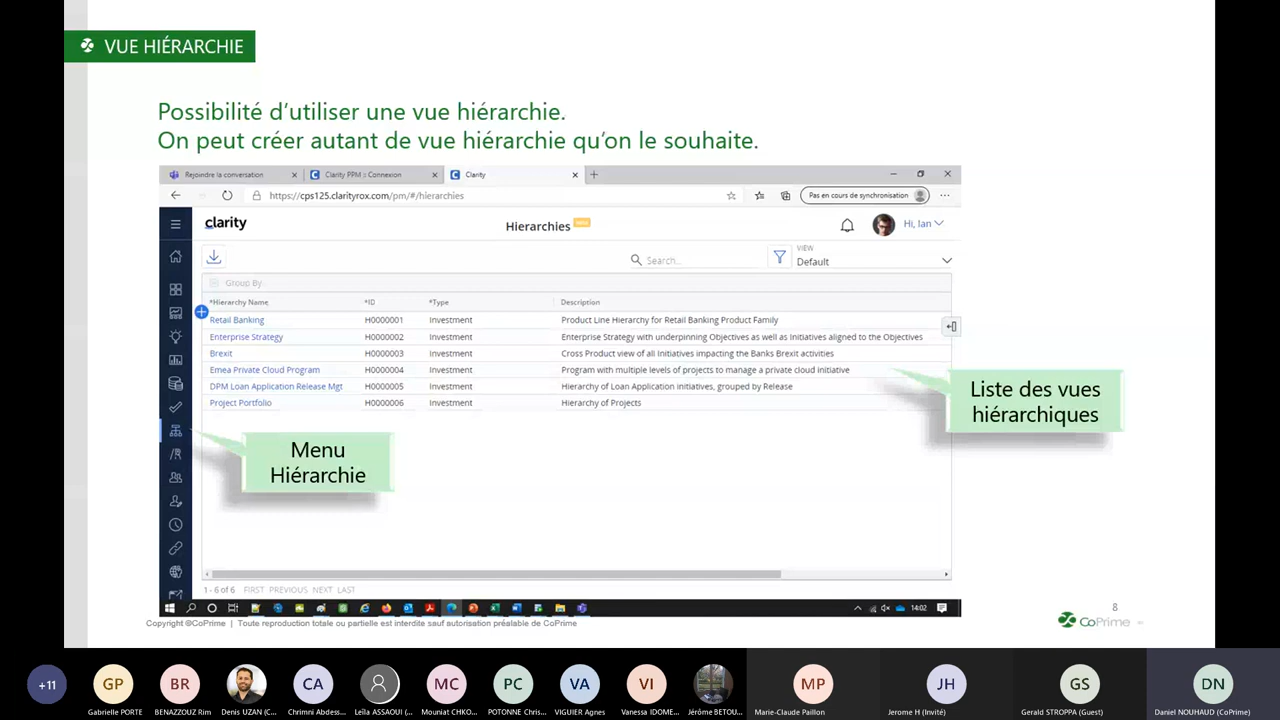 VUE HIÉRARCHIE
Possibilité d'utiliser une vue hiérarchie.
On peut créer autant de vue hiérarchie qu'on le souhaite.
Rejoindre la conversation
Clarity PPM :: Connexion
Clarity
https://cps125.clarityrox.com/pm/#/hierarchies
Pas en cours de synchronisation
clarity
Hierarchies
Hi, Ian
Search...
VIEW
Default
Group By
*Hierarchy Name *ID *Type Description
Retail Banking H0000001 Investment Product Line Hierarchy for Retail Banking Product Family
Enterprise Strategy H0000002 Investment Enterprise Strategy with underpinning Objectives as well as Initiatives aligned to the Objectives
Brexit H0000003 Investment Cross Product view of all Initiatives impacting the Banks Brexit activities
Emea Private Cloud Program H0000004 Investment Program with multiple levels of projects to manage a private cloud initiative
DPM Loan Application Release Mgt H0000005 Investment Hierarchy of Loan Application initiatives, grouped by Release
Project Portfolio H0000006 Investment Hierarchy of Projects
Liste des vues
hiérarchiques
Menu
Hiérarchie
1 - 6 of 6 FIRST PREVIOUS NEXT LAST
14:02
Copyright ©CoPrime | Toute reproduction totale ou partielle est interdite sauf autorisation préalable de CoPrime
8
CoPrime
+11
GP
BR
CA
MC
PC
VA
VI
MP
JH
GS
DN
Gabrielle PORTE
BENAZZOUZ Rim
Denis UZAN (C...
Chrimni Abdess...
Leïla ASSAOUI (...
Mouniat CHKO...
POTONNE Chris...
VIGUIER Agnes
Vanessa IDOME...
Jérôme BETOU...
Marie-Claude Paillon
Jerome H (Invité)
Gerald STROPPA (Guest)
Daniel NOUHAUD (CoPrime)